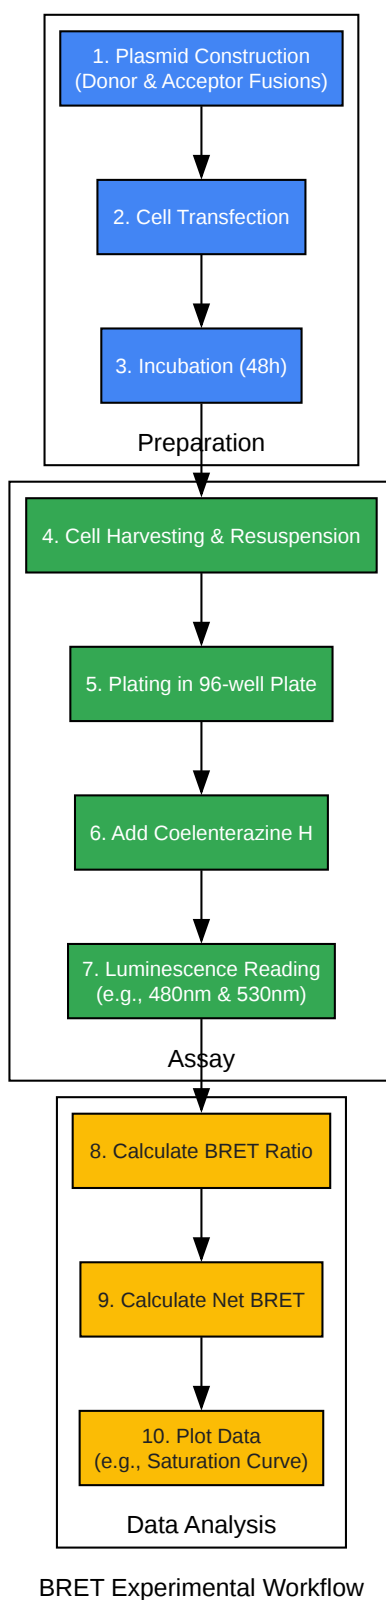 1. Plasmid Construction
(Donor & Acceptor Fusions)
2. Cell Transfection
3. Incubation (48h)
Preparation
4. Cell Harvesting & Resuspension
5. Plating in 96-well Plate
6. Add Coelenterazine H
7. Luminescence Reading
(e.g., 480nm & 530nm)
Assay
8. Calculate BRET Ratio
9. Calculate Net BRET
10. Plot Data
(e.g., Saturation Curve)
Data Analysis
BRET Experimental Workflow